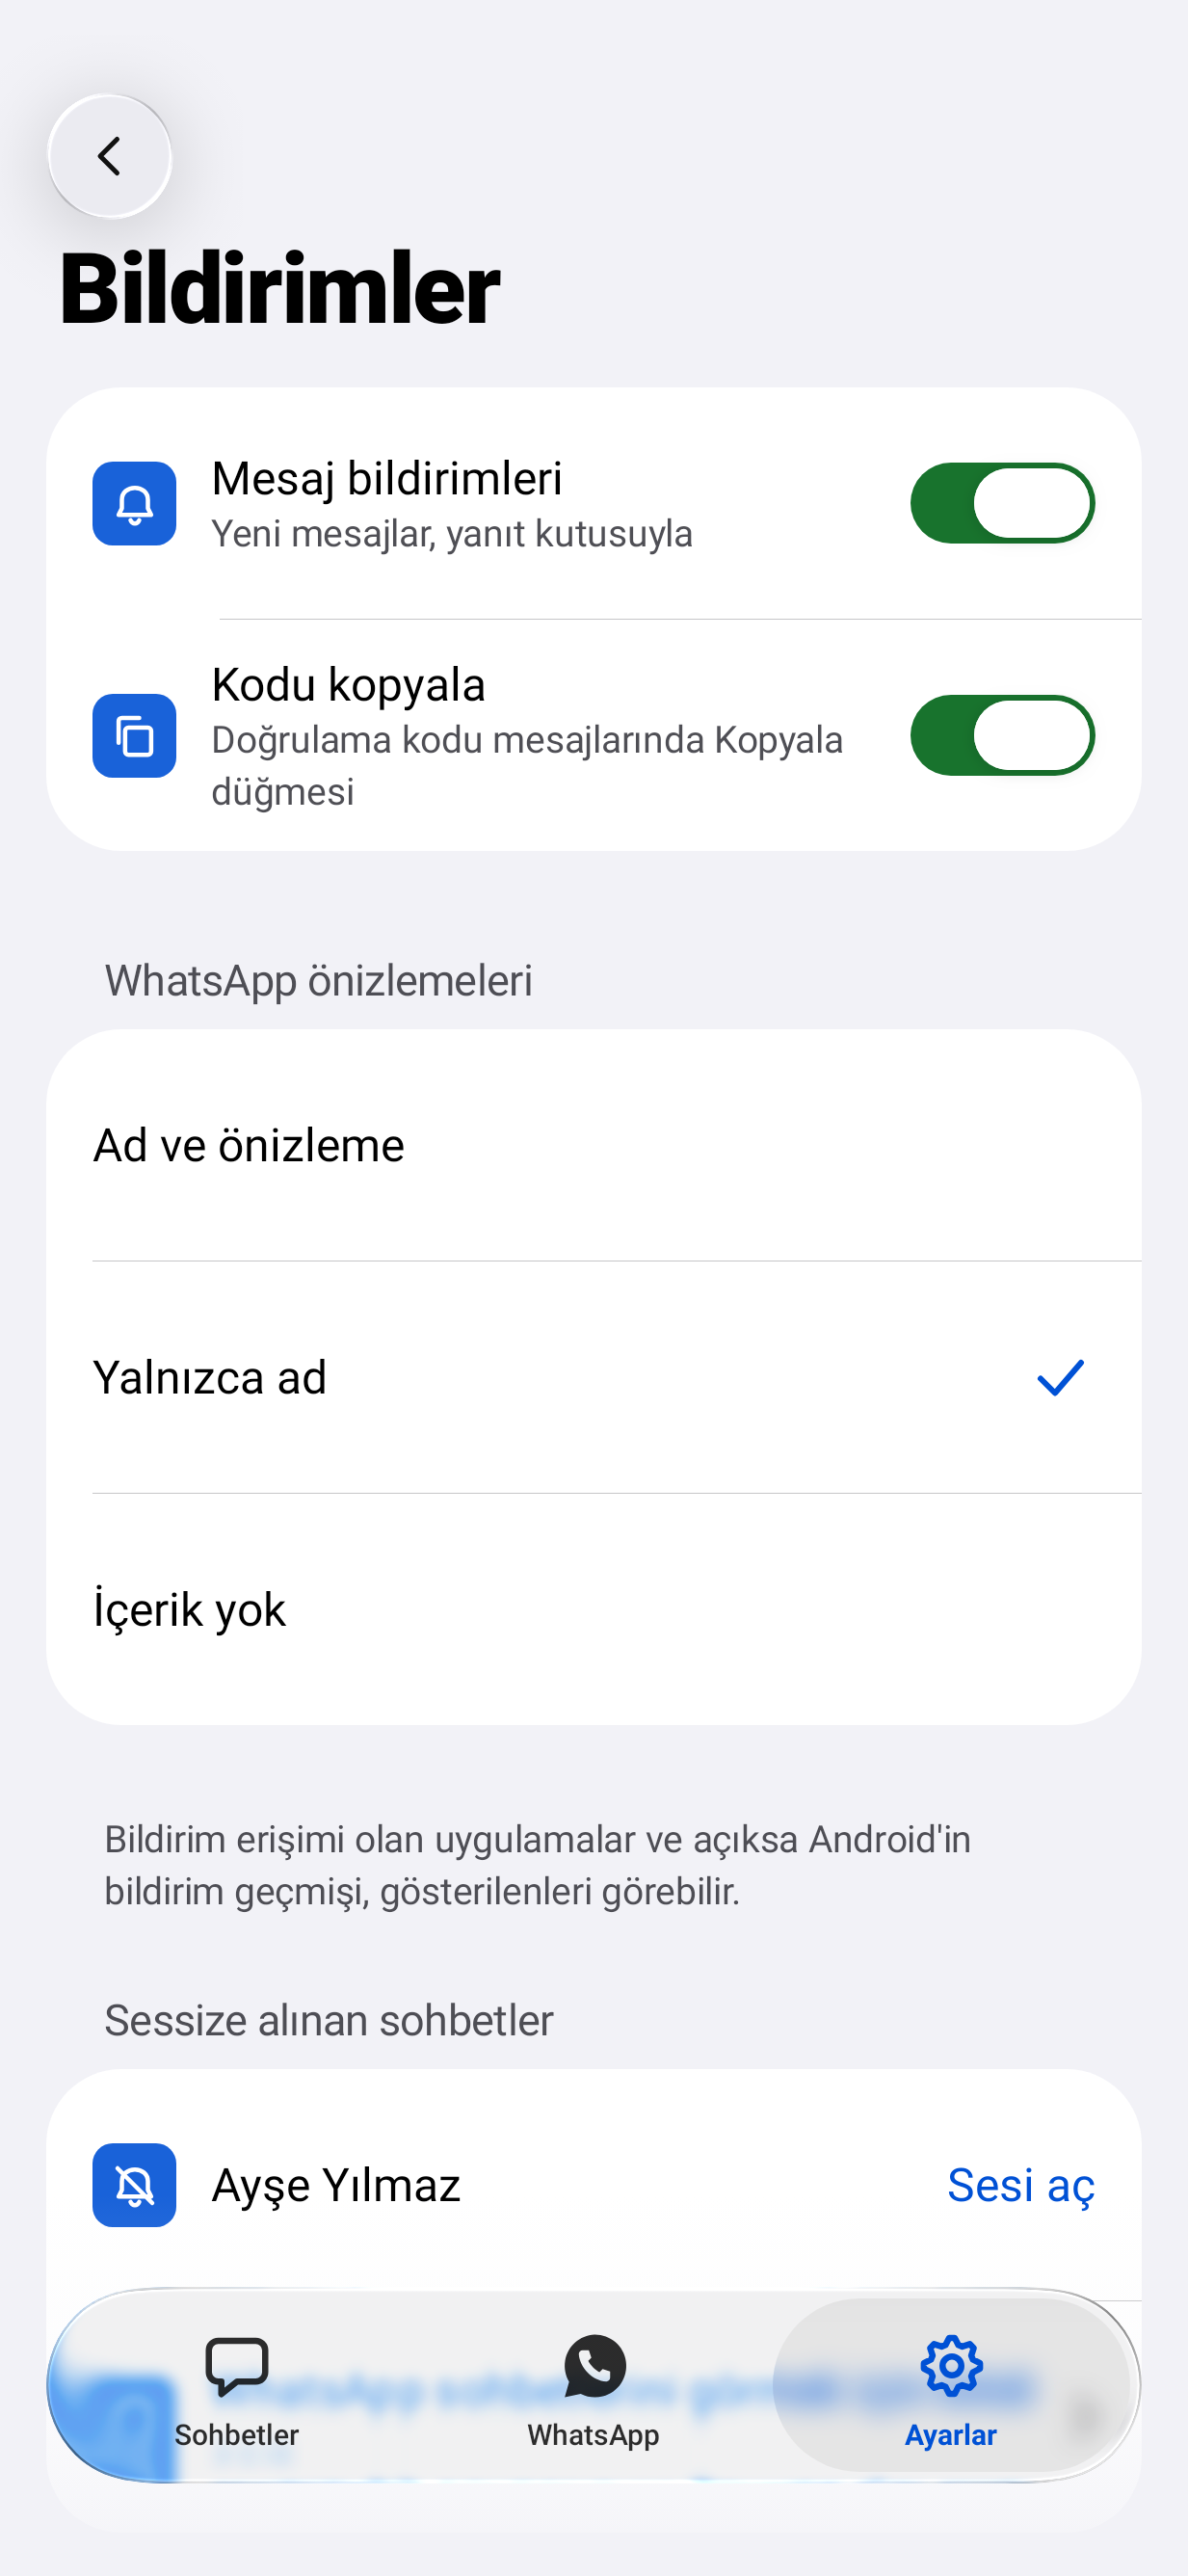 Bildirimler
Mesaj bildirimleri
Yeni mesajlar, yanıt kutusuyla
Kodu kopyala
Doğrulama kodu mesajlarında Kopyala
düğmesi
WhatsApp önizlemeleri
Ad ve önizleme
Yalnızca ad
İçerik yok
Bildirim erişimi olan uygulamalar ve açıksa Android'in
bildirim geçmişi, gösterilenleri görebilir.
Sessize alınan sohbetler
Ayşe Yılmaz
Sesi aç
Sohbetler
WhatsApp
Ayarlar